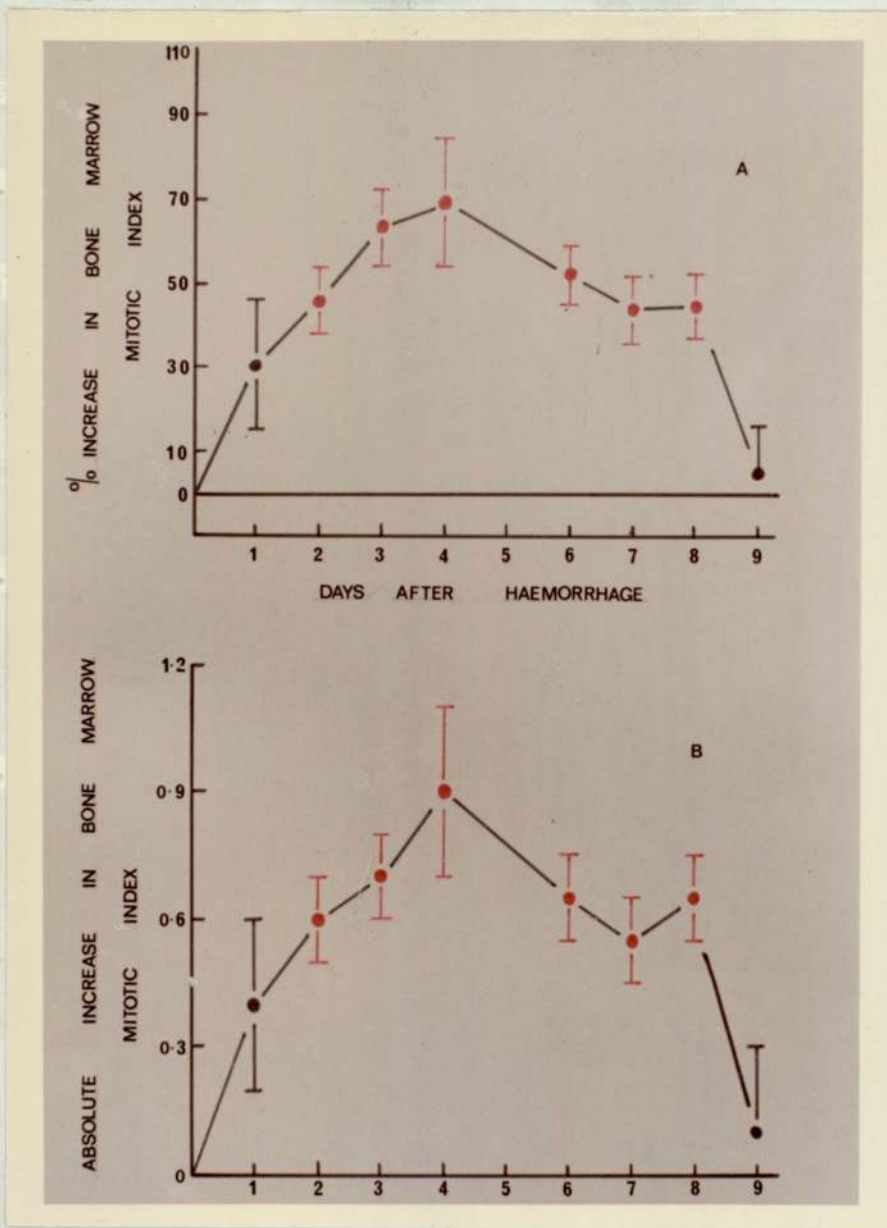 110
90
70
50
30
10
0
% INCREASE IN BONE MARROW
MITOTIC INDEX
A
1 2 3 4 5 6 7 8 9
DAYS AFTER HAEMORRHAGE
1·2
0·9
0·6
0·3
0
ABSOLUTE INCREASE IN BONE MARROW
MITOTIC INDEX
B
1 2 3 4 5 6 7 8 9